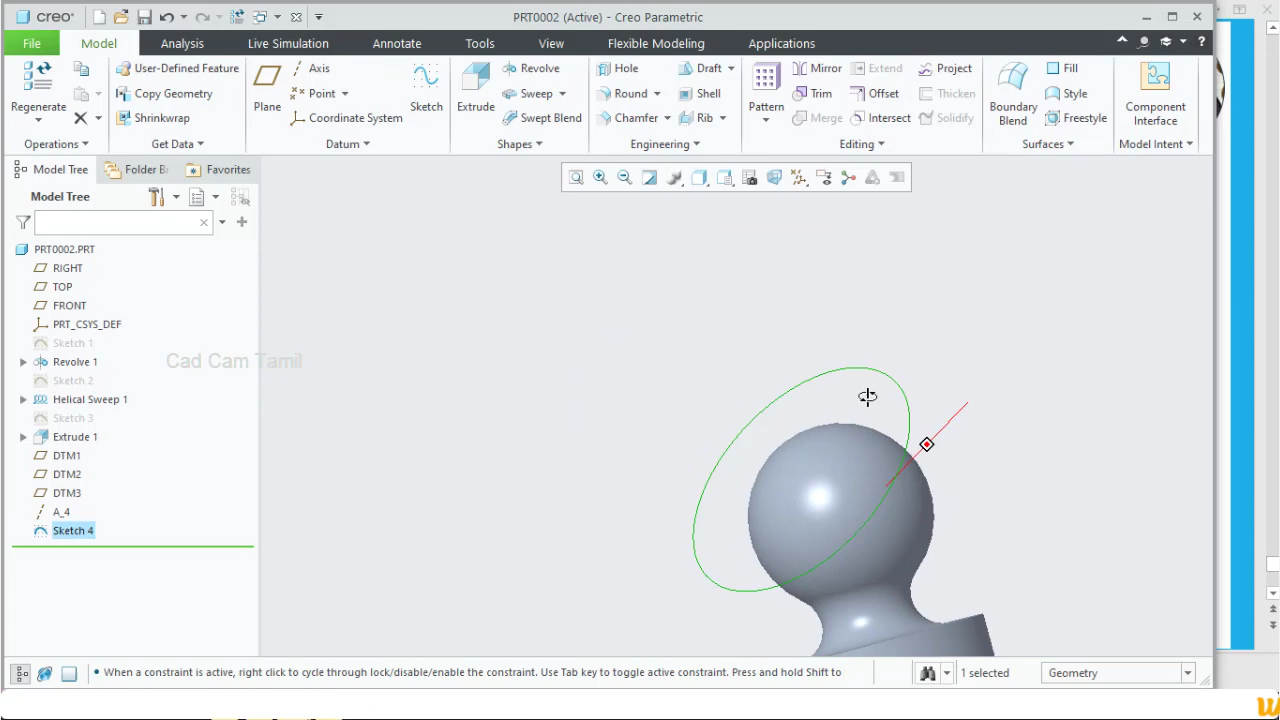 creo
PRT0002 (Active) - Creo Parametric
File Model Analysis Live Simulation Annotate Tools View Flexible Modeling Applications
Regenerate
Operations
User-Defined Feature
Copy Geometry
Shrinkwrap
Get Data
Plane
Axis
Point
Coordinate System
Sketch
Datum
Extrude
Revolve
Sweep
Swept Blend
Shapes
Hole
Round
Chamfer
Draft
Shell
Rib
Engineering
Pattern
Mirror
Trim
Merge
Extend
Offset
Intersect
Project
Thicken
Solidify
Editing
Boundary
Blend
Fill
Style
Freestyle
Surfaces
Component
Interface
Model Intent
Model Tree Folder B Favorites
Model Tree
PRT0002.PRT
RIGHT
TOP
FRONT
PRT_CSYS_DEF
Sketch 1
Revolve 1
Cad Cam Tamil
Sketch 2
Helical Sweep 1
Sketch 3
Extrude 1
DTM1
DTM2
DTM3
A_4
Sketch 4
• When a constraint is active, right click to cycle through lock/disable/enable the constraint. Use Tab key to toggle active constraint. Press and hold Shift to
1 selected
Geometry